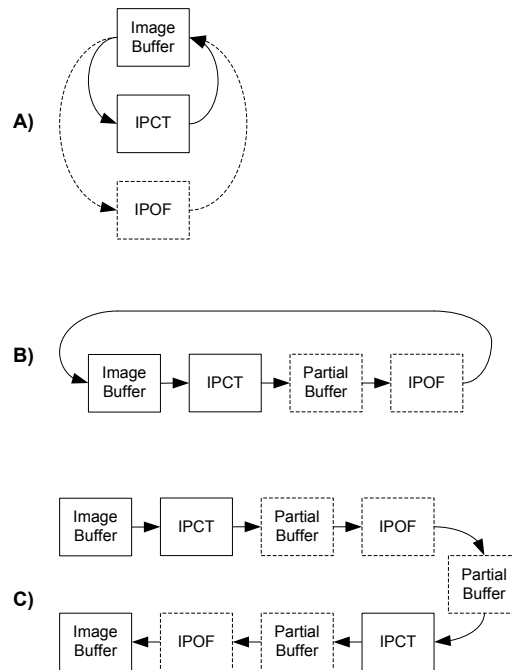 Image
Buffer
A)
IPCT
IPOF
B)
Image
Buffer
IPCT
Partial
Buffer
IPOF
Image
Buffer
IPCT
Partial
Buffer
IPOF
Partial
Buffer
C)
Image
Buffer
IPOF
Partial
Buffer
IPCT